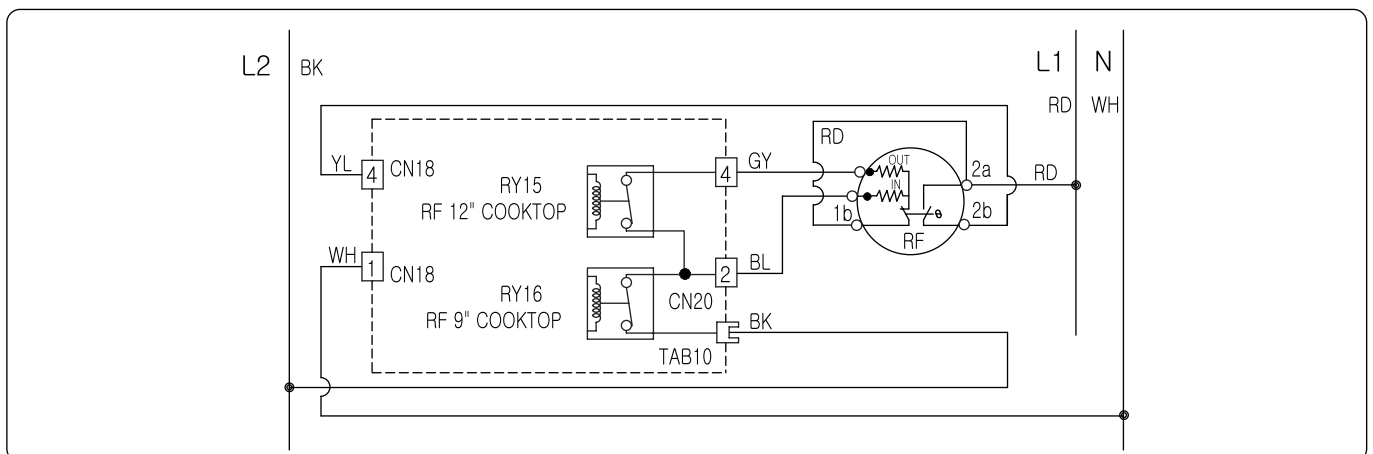 L2 BK
L1 N
RD WH
YL 4 CN18
RY15
RF 12" COOKTOP
4 GY
RD
OUT
IN
1b
RF
2a
2b
RD
WH 1 CN18
RY16
RF 9" COOKTOP
2 BL
CN20
BK
TAB10